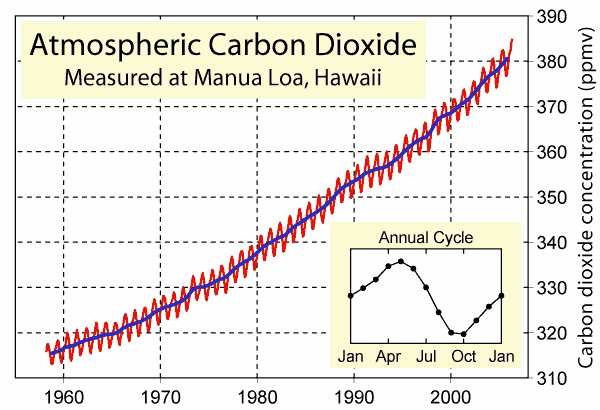 Atmospheric Carbon Dioxide
Measured at Manua Loa, Hawaii
390
380
370
360
350
340
330
320
310
Carbon dioxide concentration (ppmv)
Annual Cycle
Jan Apr Jul Oct Jan
1960 1970 1980 1990 2000